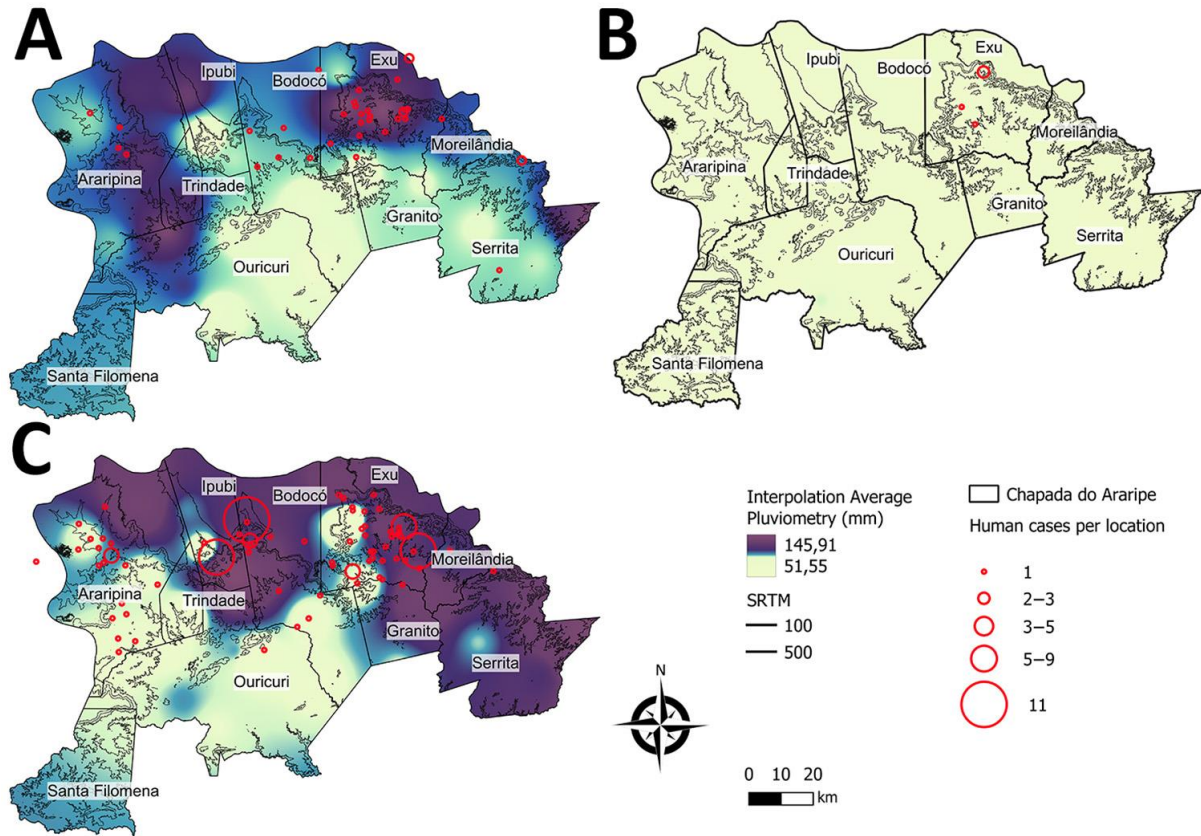 A
Exu
Ipubi
Bodocó
Moreilândia
Araripina
Trindade
Granito
Serrita
Ouricuri
Santa Filomena
B
Exu
Ipubi
Bodocó
Moreilândia
Araripina
Trindade
Granito
Serrita
Ouricuri
Santa Filomena
C
Exu
Ipubi
Bodocó
Moreilândia
Araripina
Trindade
Granito
Serrita
Ouricuri
Santa Filomena
N
0 10 20
km
Interpolation Average
Pluviometry (mm)
145,91
51,55
SRTM
100
500
Chapada do Araripe
Human cases per location
1
2–3
3–5
5–9
11